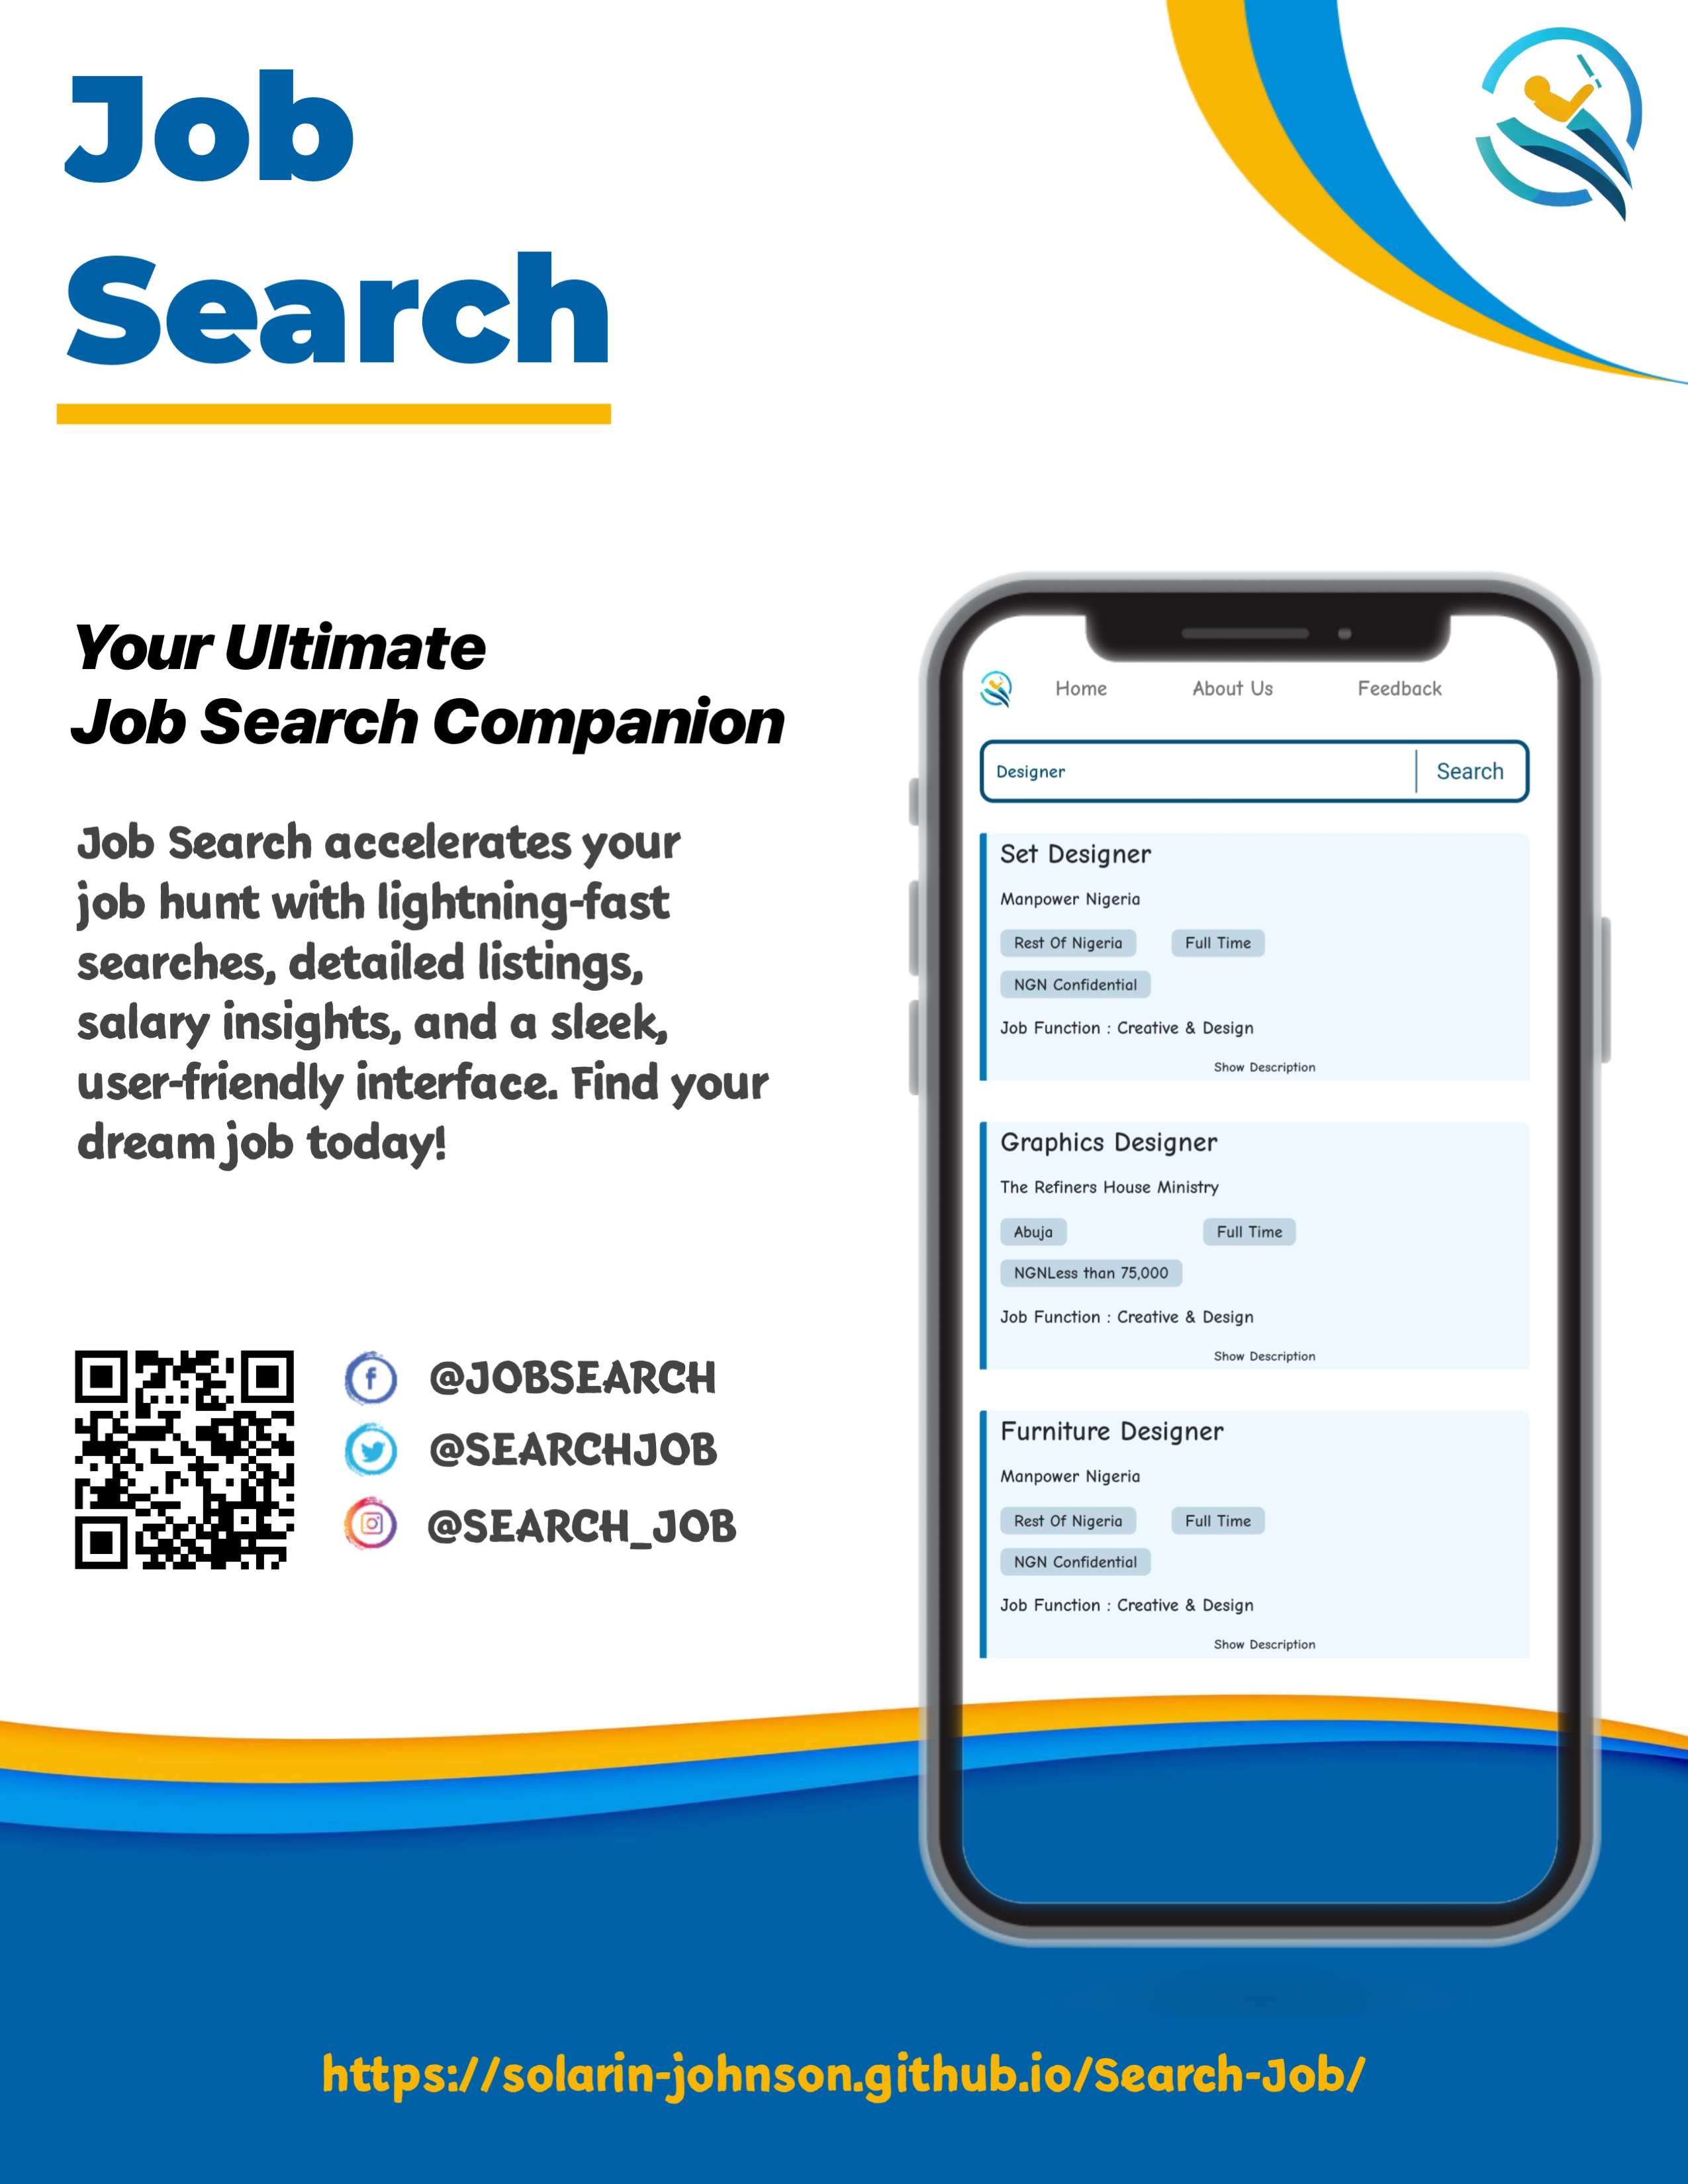 Job
Search
Your Ultimate
Job Search Companion
Job Search accelerates your
job hunt with lightning-fast
searches, detailed listings,
salary insights, and a sleek,
user-friendly interface. Find your
dream job today!
@JOBSEARCH
@SEARCHJOB
@SEARCH_JOB
Home About Us Feedback
Designer Search
Set Designer
Manpower Nigeria
Rest Of Nigeria Full Time
NGN Confidential
Job Function : Creative & Design
Show Description
Graphics Designer
The Refiners House Ministry
Abuja Full Time
NGNLess than 75,000
Job Function : Creative & Design
Show Description
Furniture Designer
Manpower Nigeria
Rest Of Nigeria Full Time
NGN Confidential
Job Function : Creative & Design
Show Description
https://solarin-johnson.github.io/Search-Job/